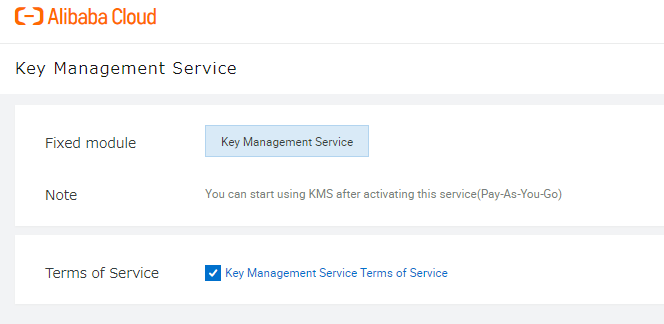 Alibaba Cloud
Key Management Service
Fixed module
Key Management Service
Note
You can start using KMS after activating this service(Pay-As-You-Go)
Terms of Service
Key Management Service Terms of Service